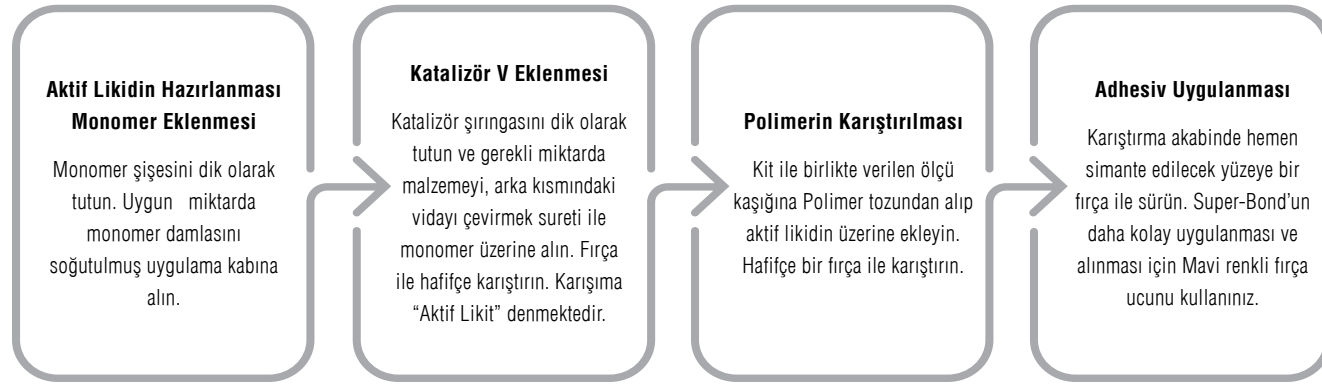 Aktif Likidin Hazırlanması
Monomer Eklenmesi
Monomer şişesini dik olarak
tutun. Uygun miktarda
monomer damlasını
soğutulmuş uygulama kabına
alın.
Katalizör V Eklenmesi
Katalizör şırıngasını dik olarak
tutun ve gerekli miktarda
malzemeyi, arka kısmındaki
vidayı çevirmek sureti ile
monomer üzerine alın. Fırça
ile hafifçe karıştırın. Karışıma
“Aktif Likit” denmektedir.
Polimerin Karıştırılması
Kit ile birlikte verilen ölçü
kaşığına Polimer tozundan alıp
aktif likidin üzerine ekleyin.
Hafifçe bir fırça ile karıştırın.
Adhesiv Uygulanması
Karıştırma akabinde hemen
simante edilecek yüzeye bir
fırça ile sürün. Super-Bond’un
daha kolay uygulanması ve
alınması için Mavi renkli fırça
ucunu kullanınız.